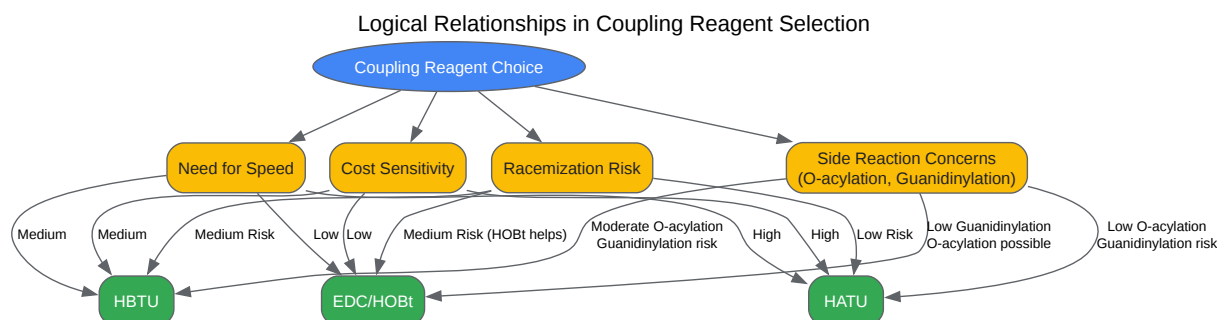 Logical Relationships in Coupling Reagent Selection
Coupling Reagent Choice
Need for Speed
Cost Sensitivity
Racemization Risk
Side Reaction Concerns
(O-acylation, Guanidinylation)
Medium
Medium
Medium Risk
Low
Low
Medium Risk (HOBt helps)
Moderate O-acylation
Guanidinylation risk
High
High
Low Risk
Low Guanidinylation
O-acylation possible
Low O-acylation
Guanidinylation risk
HBTU
EDC/HOBt
HATU